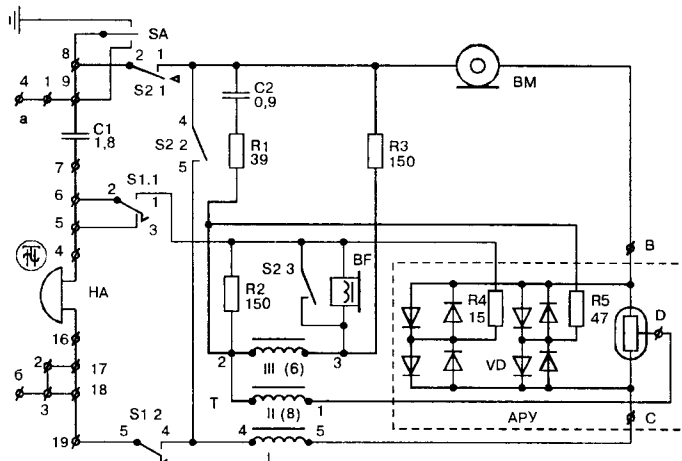 SA
8
2 1
4 1 9
S2 1
a
C1
1,8
C2
0,9
BM
4
S2 2
5
R1
39
R3
150
7
6
2 S1.1
1
5
3
4
HA
S2 3
BF
B
R2
150
R4
15
R5
47
D
VD
16
2 17
б
3 18
2
III (6)
3
T
II (8)
1
АРУ
C
S1 2
19
5 4
4 5
I